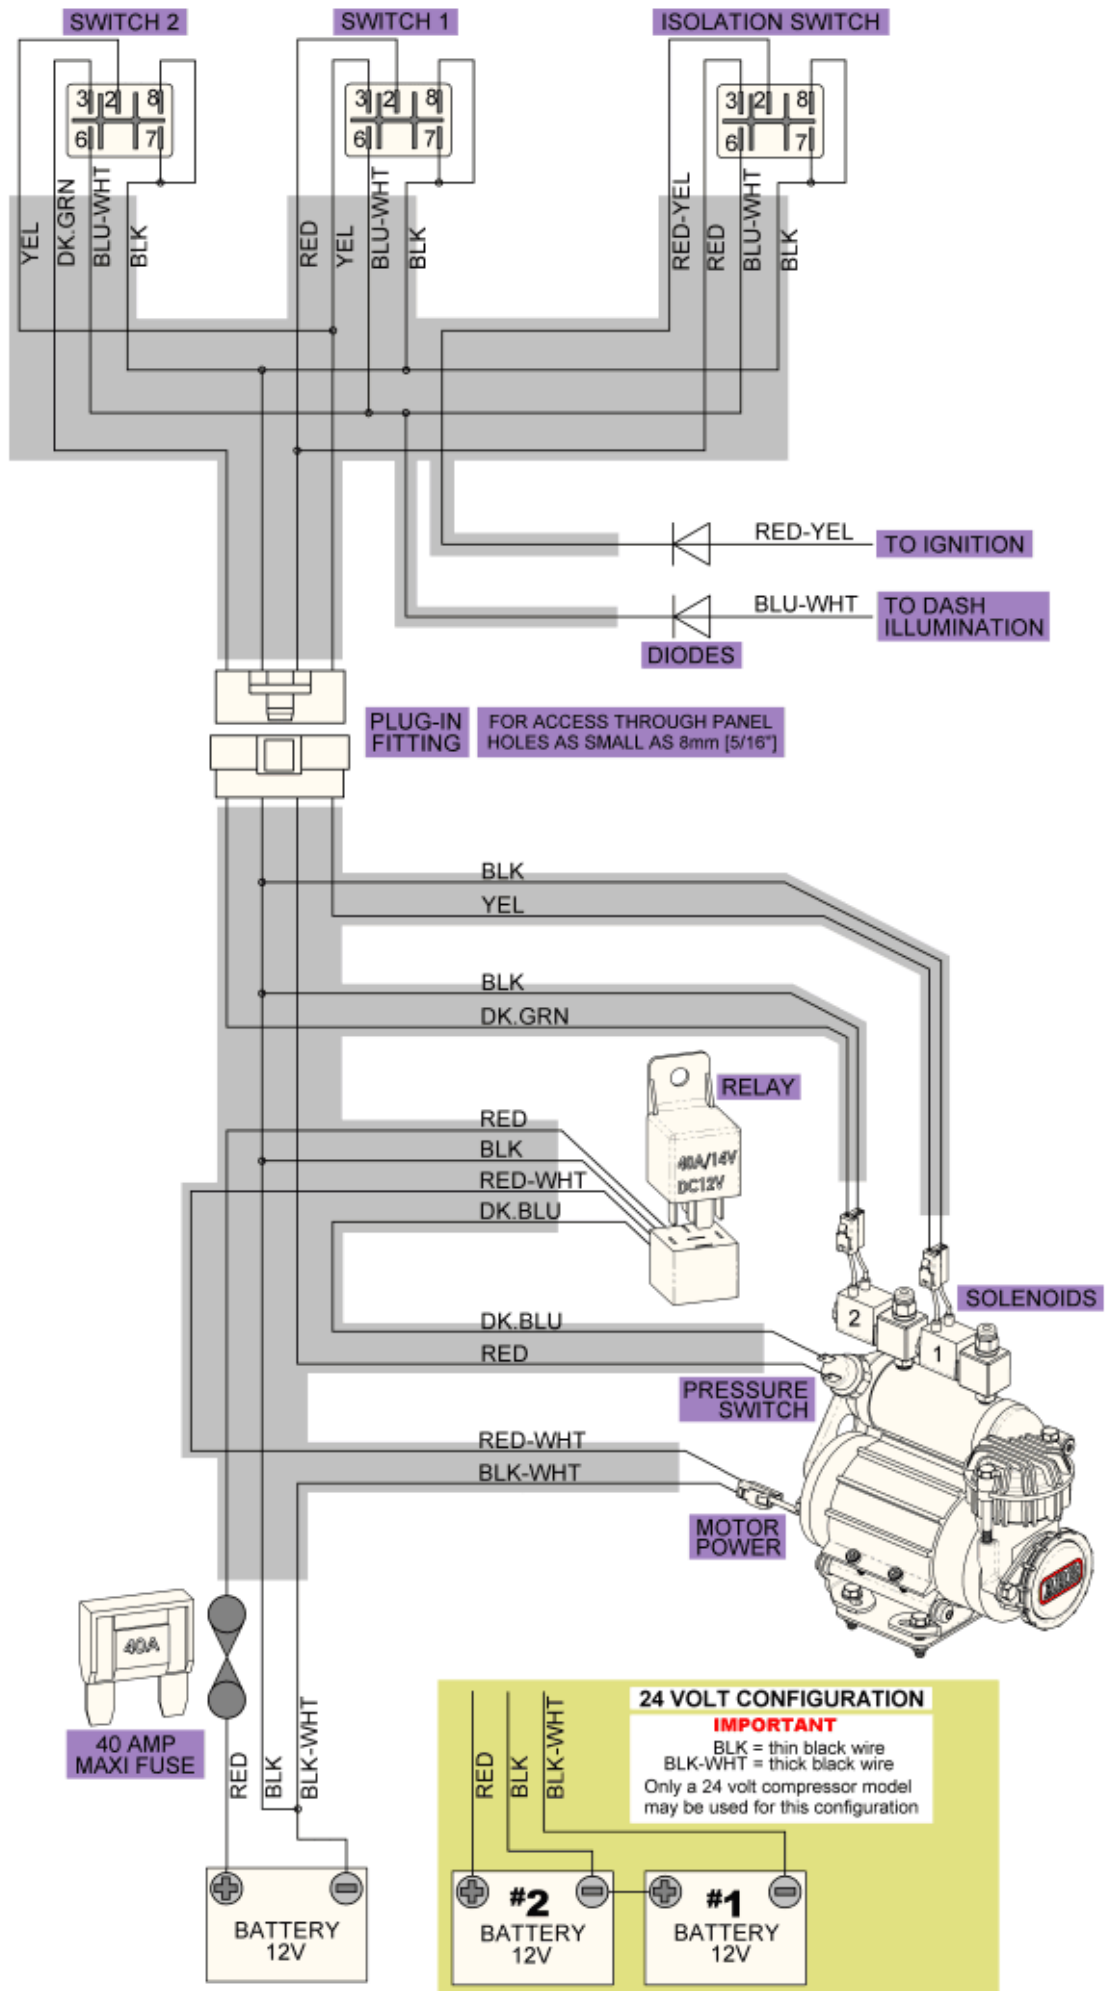 SWITCH 2
SWITCH 1
ISOLATION SWITCH
3 2 8
6 7
3 2 8
6 7
3 2 8
6 7
YEL
DK.GRN
BLU-WHT
BLK
RED
YEL
BLU-WHT
BLK
RED-YEL
RED
BLU-WHT
BLK
RED-YEL
TO IGNITION
BLU-WHT
TO DASH
ILLUMINATION
DIODES
PLUG-IN
FITTING
FOR ACCESS THROUGH PANEL
HOLES AS SMALL AS 8mm [5/16"]
BLK
YEL
BLK
DK.GRN
RELAY
40A/14V
DC12V
RED
BLK
RED-WHT
DK.BLU
SOLENOIDS
2
1
DK.BLU
RED
PRESSURE
SWITCH
RED-WHT
BLK-WHT
MOTOR
POWER
ARB
40A
40 AMP
MAXI FUSE
RED
BLK
BLK-WHT
BATTERY
12V
24 VOLT CONFIGURATION
IMPORTANT
BLK = thin black wire
BLK-WHT = thick black wire
Only a 24 volt compressor model
may be used for this configuration
RED
BLK
BLK-WHT
#2
BATTERY
12V
#1
BATTERY
12V